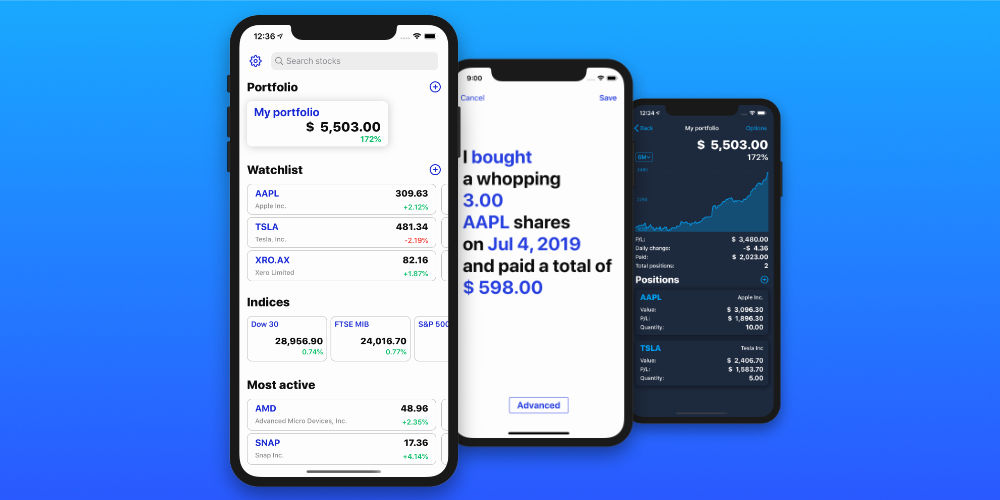 12:36
Search stocks
Portfolio
My portfolio
$ 5,503.00
172%
Watchlist
AAPL 309.63
Apple Inc. +2.12%
TSLA 481.34
Tesla, Inc. -2.19%
XRO.AX 82.16
Xero Limited +1.87%
Indices
Dow 30
28,956.90
0.74%
FTSE MIB
24,016.70
0.77%
S&P 500
Most active
AMD 48.96
Advanced Micro Devices, Inc. +2.35%
SNAP 17.36
Snap Inc. +4.14%
9:00
Cancel Save
I bought
a whopping
3.00
AAPL shares
on Jul 4, 2019
and paid a total of
$ 598.00
Advanced
12:34
Back My portfolio Options
$ 5,503.00
172%
6M
P/L: $ 3,480.00
Daily change: -$ 4.36
Paid: $ 2,023.00
Total positions: 2
Positions
AAPL Apple Inc.
Value: $ 3,096.30
P/L: $ 1,896.30
Quantity: 10.00
TSLA Tesla Inc
Value: $ 2,406.70
P/L: $ 1,583.70
Quantity: 5.00